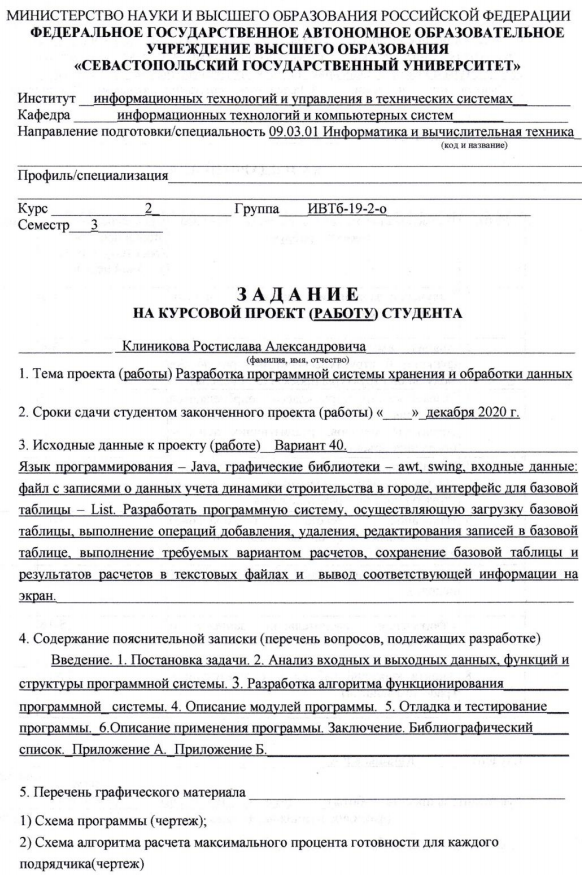 МИНИСТЕРСТВО НАУКИ И ВЫСШЕГО ОБРАЗОВАНИЯ РОССИЙСКОЙ ФЕДЕРАЦИИ
ФЕДЕРАЛЬНОЕ ГОСУДАРСТВЕННОЕ АВТОНОМНОЕ ОБРАЗОВАТЕЛЬНОЕ
УЧРЕЖДЕНИЕ ВЫСШЕГО ОБРАЗОВАНИЯ
«СЕВАСТОПОЛЬСКИЙ ГОСУДАРСТВЕННЫЙ УНИВЕРСИТЕТ»
Институт информационных технологий и управления в технических системах
Кафедра информационных технологий и компьютерных систем
Направление подготовки/специальность 09.03.01 Информатика и вычислительная техника
(код и название)
Профиль/специализация
Курс 2 Группа ИВТб-19-2-о
Семестр 3
З А Д А Н И Е
НА КУРСОВОЙ ПРОЕКТ (РАБОТУ) СТУДЕНТА
Клиникова Ростислава Александровича
(фамилия, имя, отчество)
1. Тема проекта (работы) Разработка программной системы хранения и обработки данных
2. Сроки сдачи студентом законченного проекта (работы) «____» декабря 2020 г.
3. Исходные данные к проекту (работе) Вариант 40.
Язык программирования – Java, графические библиотеки – awt, swing, входные данные:
файл с записями о данных учета динамики строительства в городе, интерфейс для базовой
таблицы – List. Разработать программную систему, осуществляющую загрузку базовой
таблицы, выполнение операций добавления, удаления, редактирования записей в базовой
таблице, выполнение требуемых вариантом расчетов, сохранение базовой таблицы и
результатов расчетов в текстовых файлах и вывод соответствующей информации на
экран.
4. Содержание пояснительной записки (перечень вопросов, подлежащих разработке)
Введение. 1. Постановка задачи. 2. Анализ входных и выходных данных, функций и
структуры программной системы. 3. Разработка алгоритма функционирования
программной системы. 4. Описание модулей программы. 5. Отладка и тестирование
программы. 6.Описание применения программы. Заключение. Библиографический
список. Приложение А. Приложение Б.
5. Перечень графического материала
1) Схема программы (чертеж);
2) Схема алгоритма расчета максимального процента готовности для каждого
подрядчика(чертеж)